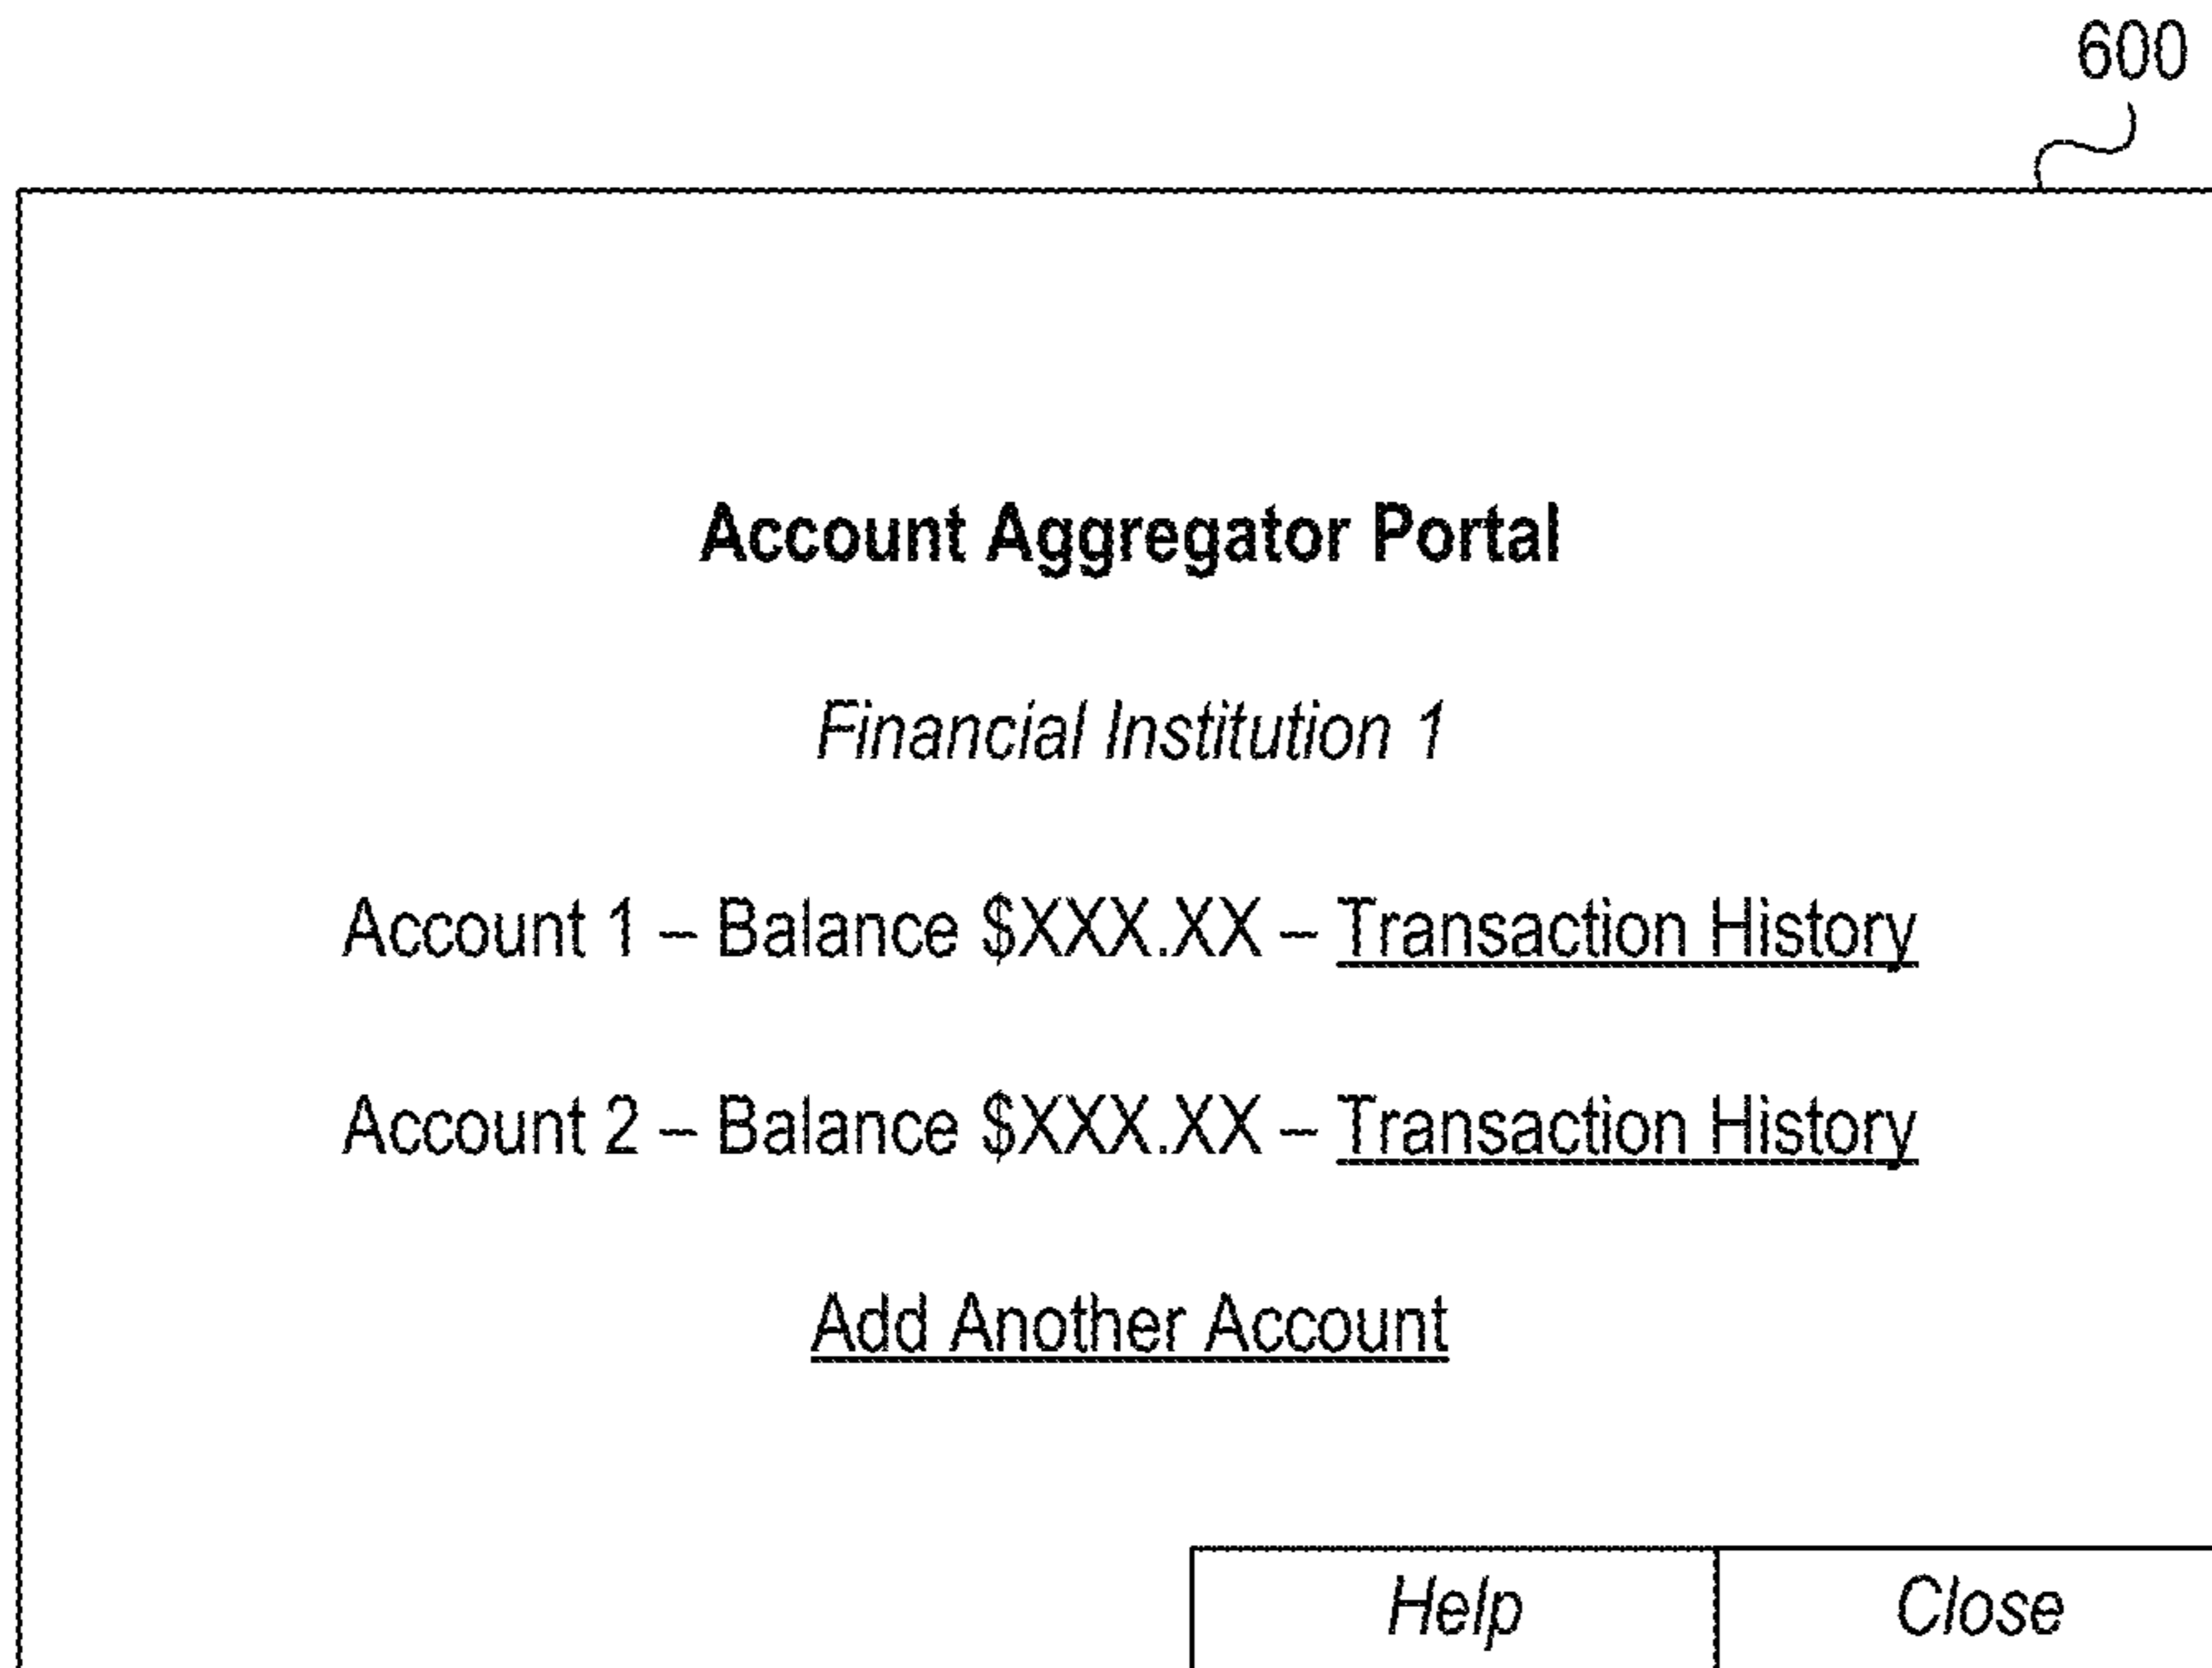 600
Account Aggregator Portal
Financial Institution 1
Account 1 – Balance $XXX.XX – Transaction History
Account 2 – Balance $XXX.XX – Transaction History
Add Another Account
Help Close